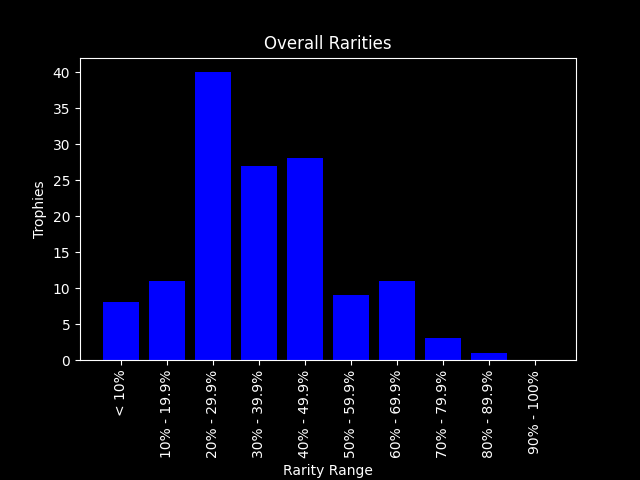 Overall Rarities
Trophies
40
35
30
25
20
15
10
5
0
< 10%
10% - 19.9%
20% - 29.9%
30% - 39.9%
40% - 49.9%
50% - 59.9%
60% - 69.9%
70% - 79.9%
80% - 89.9%
90% - 100%
Rarity Range